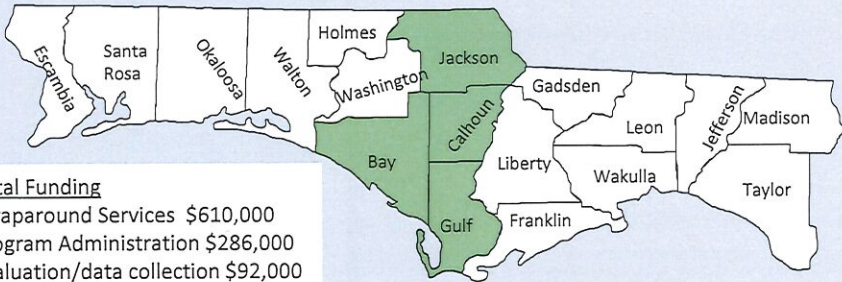 Holmes
Jackson
Escambia
Santa
Rosa
Okaloosa
Walton
Washington
Gadsden
Jefferson
Madison
Calhoun
Leon
Bay
Liberty
Wakulla
Taylor
Gulf
Franklin
tal Funding
raparound Services $610,000
ogram Administration $286,000
aluation/data collection $92,000